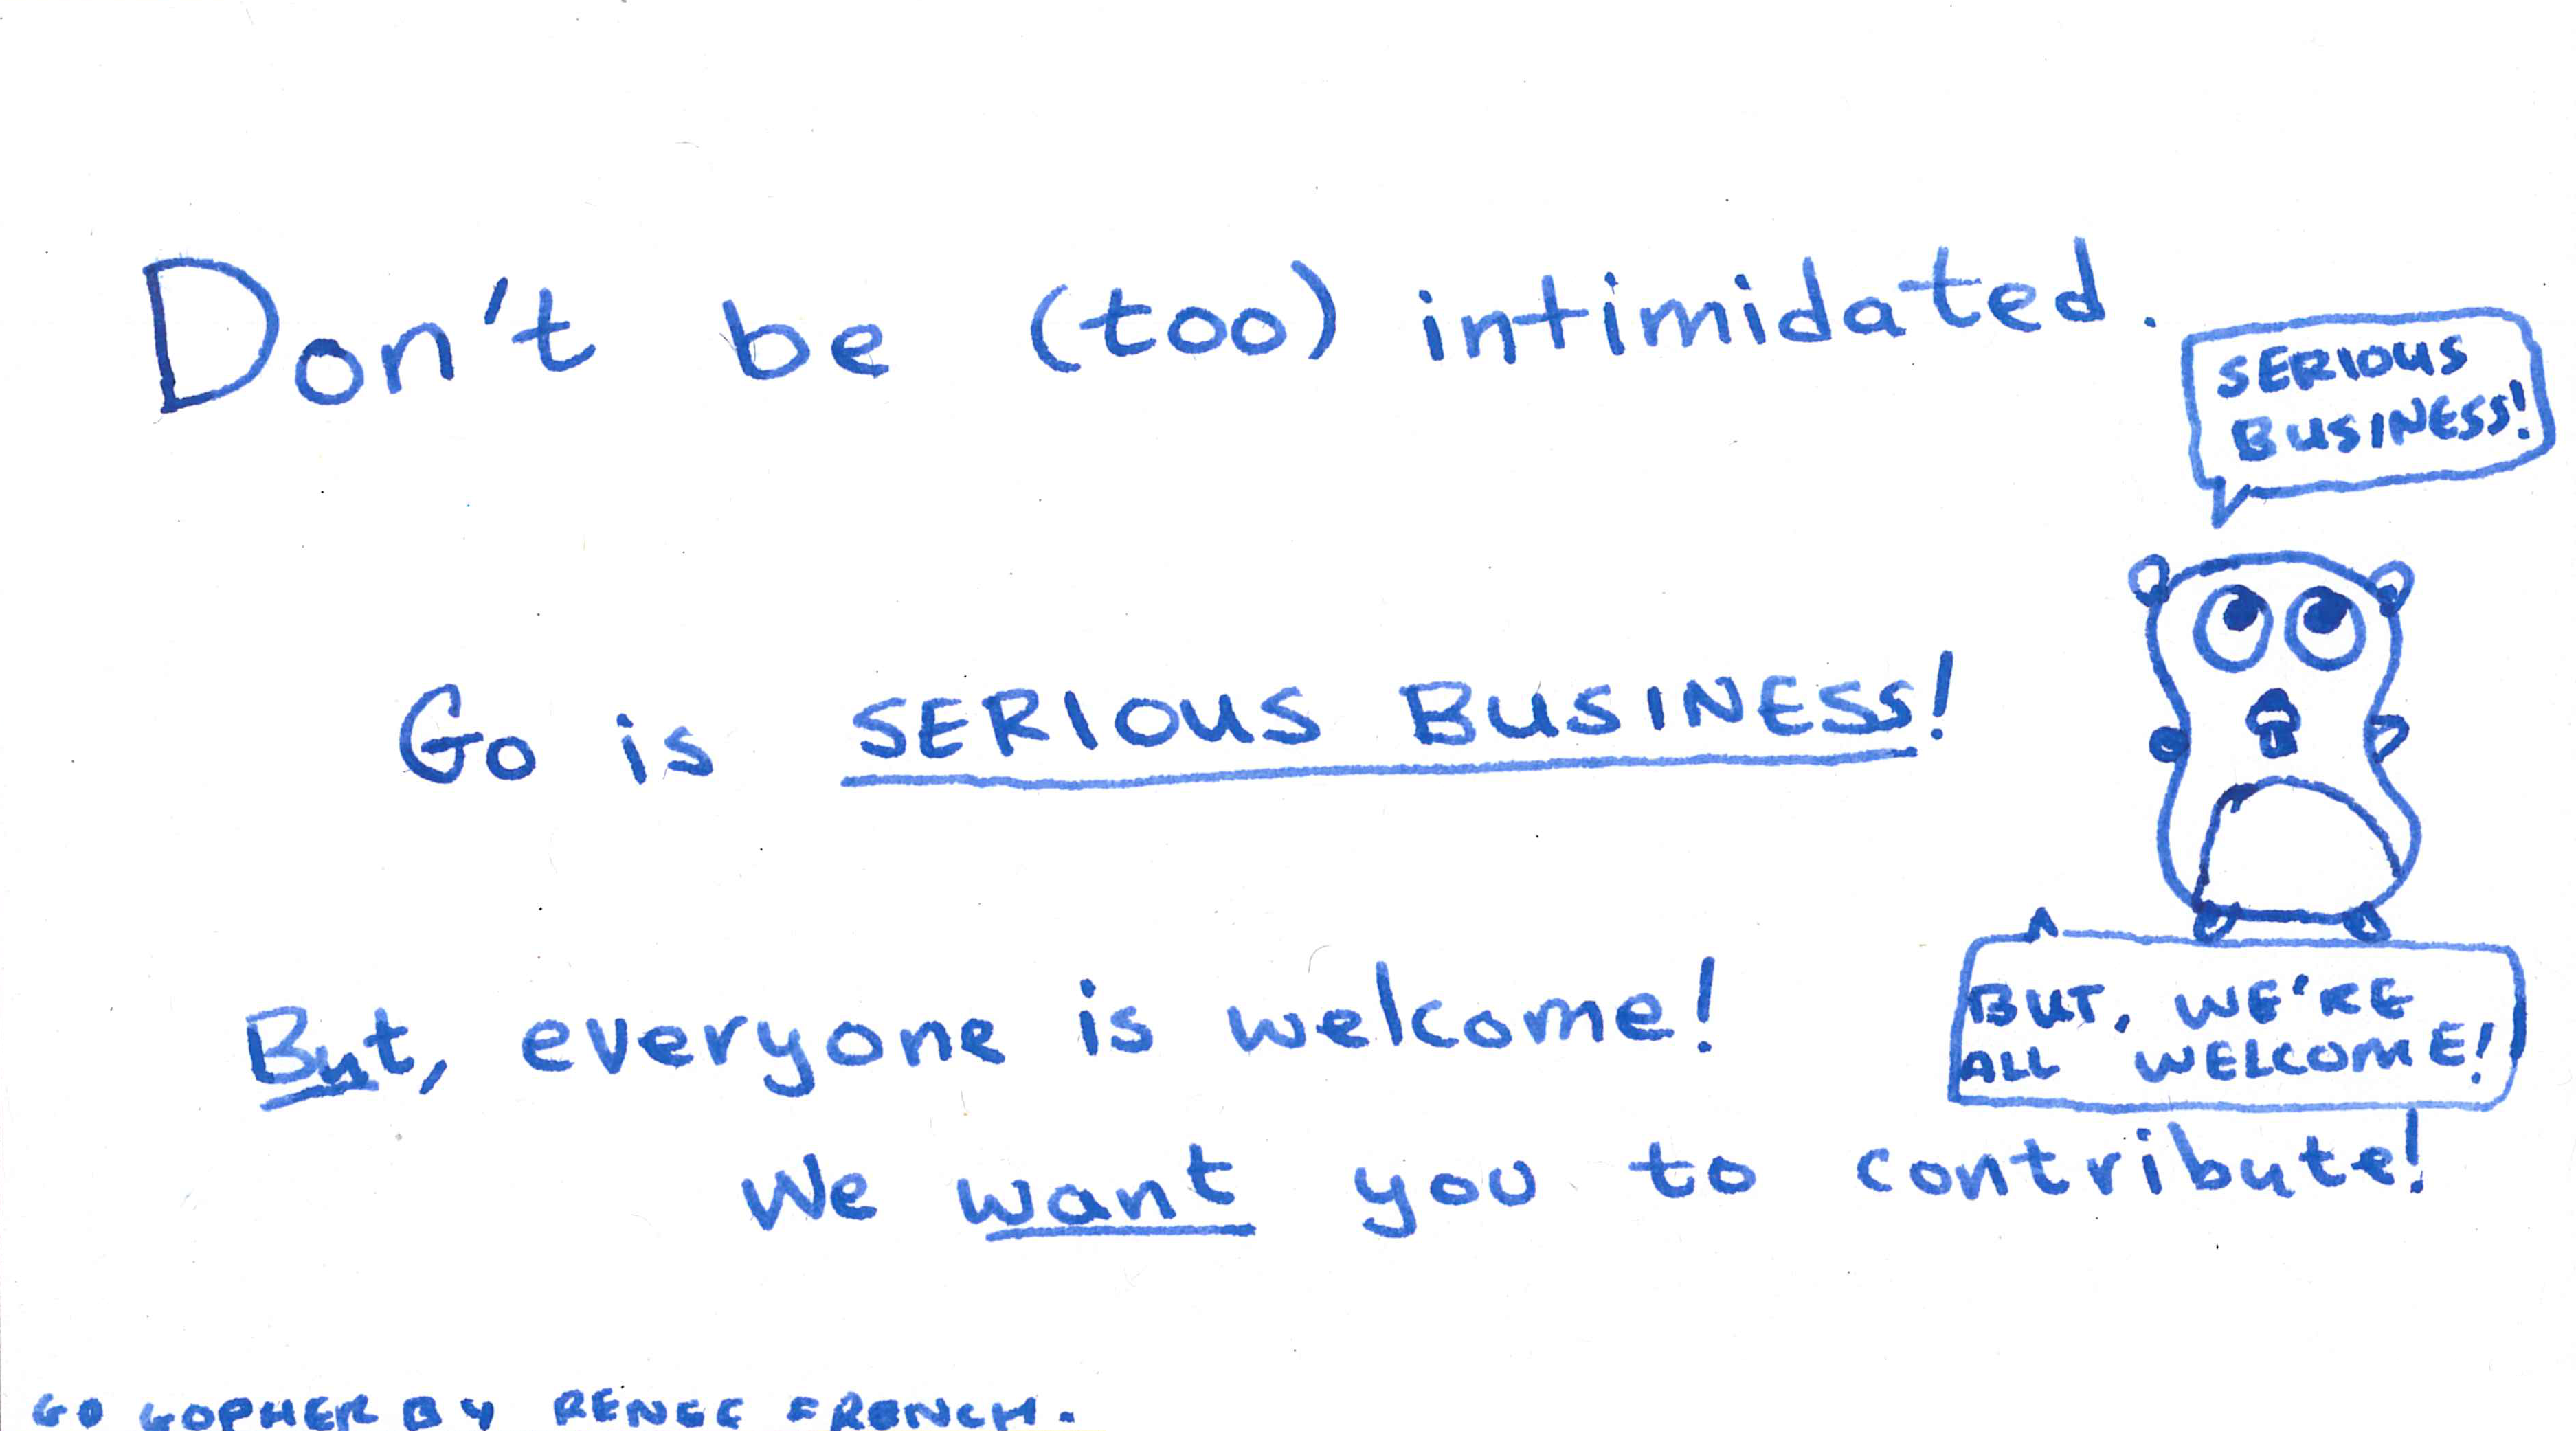 Don't be (too) intimidated.
SERIOUS
BUSINESS!
Go is SERIOUS BUSINESS!
But, everyone is welcome!
BUT, WE'RE
ALL WELCOME!
We want you to contribute!
GO GOPHER BY RENEE FRENCH.